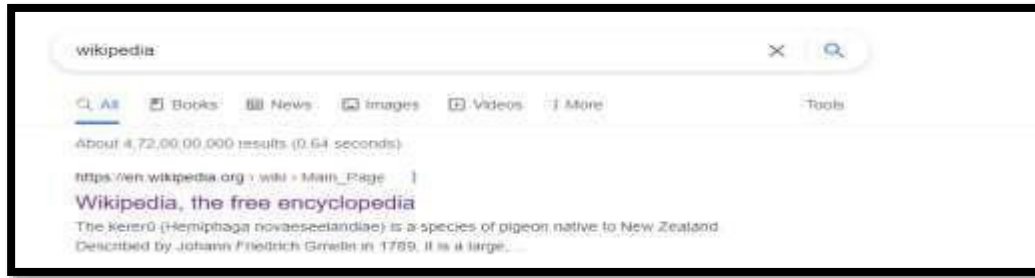 wikipedia
All Books News Images Videos More Tools
About 4,72,00,00,000 results (0.64 seconds)
https://en.wikipedia.org › wiki › Main_Page
Wikipedia, the free encyclopedia
The kererū (Hemiphaga novaeseelandiae) is a species of pigeon native to New Zealand.
Described by Johann Friedrich Gmelin in 1789, it is a large, ...